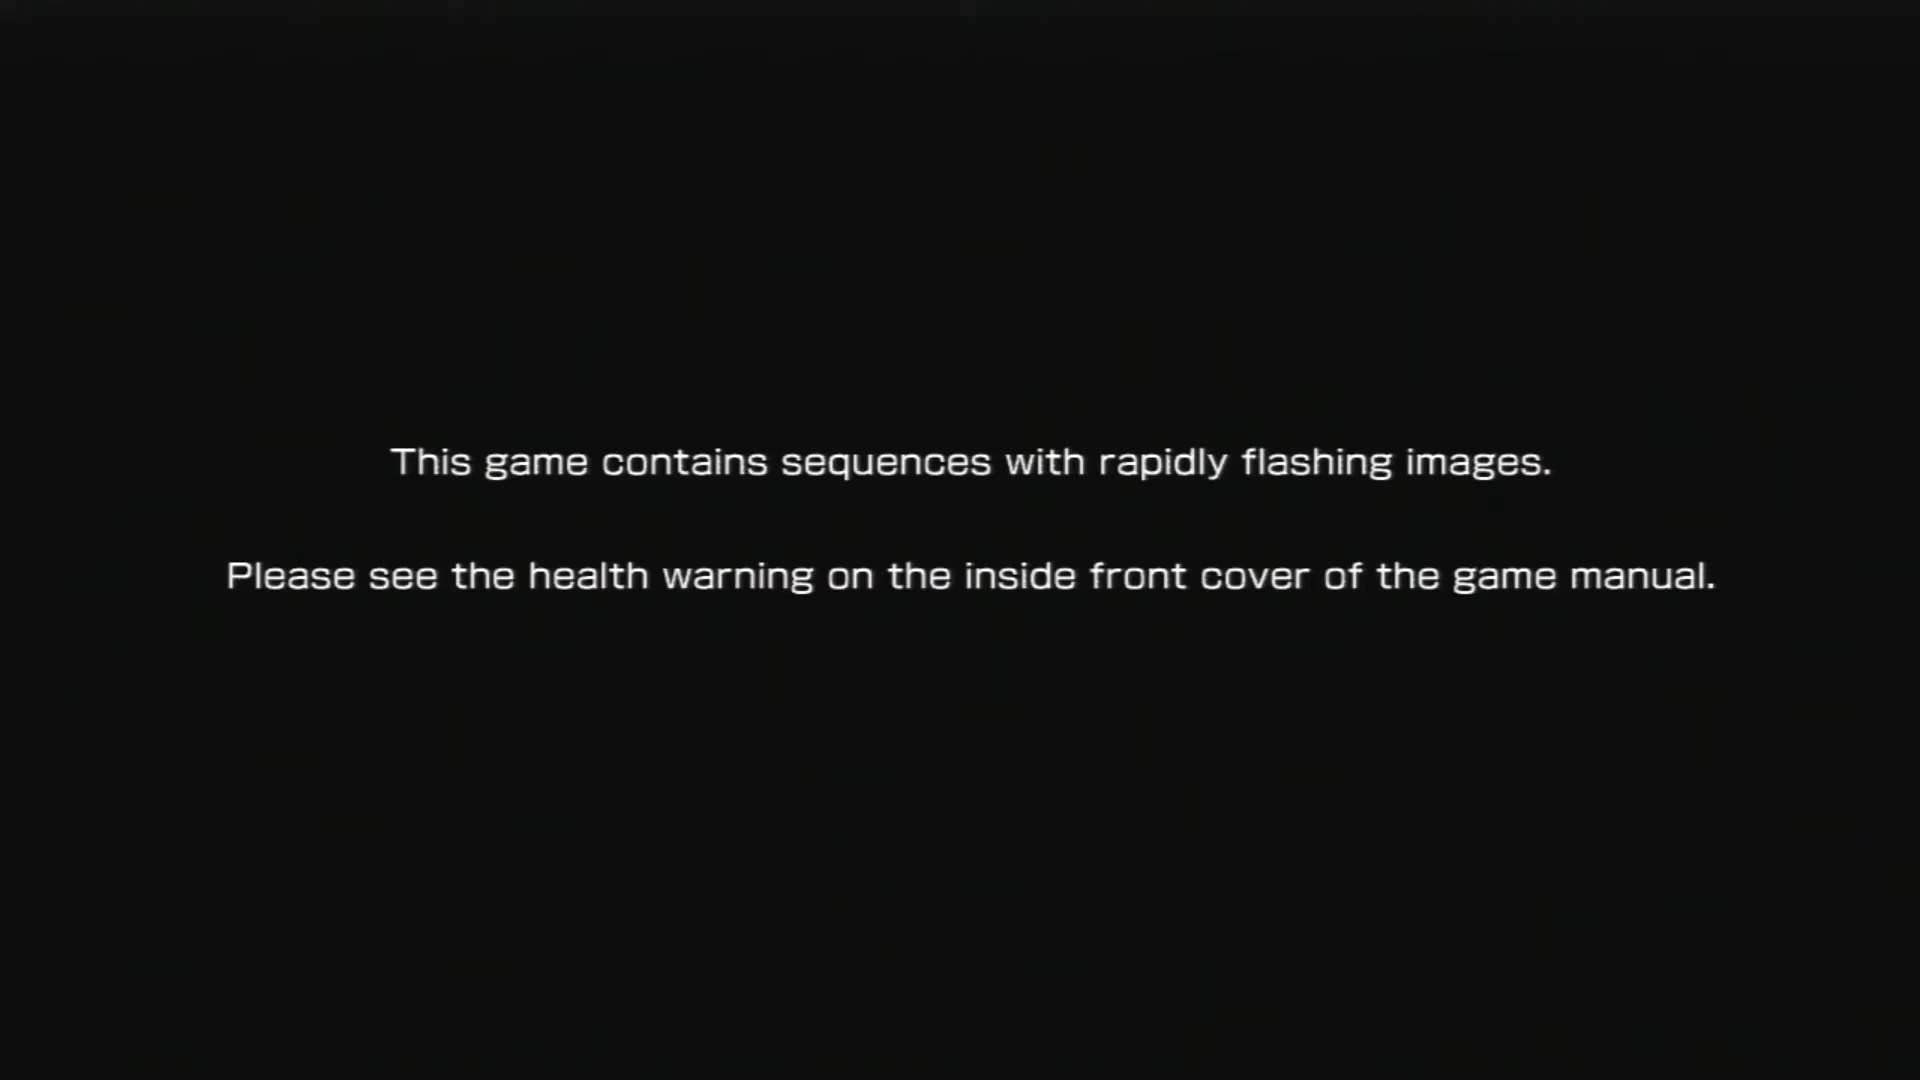 This game contains sequences with rapidly flashing images.
Please see the health warning on the inside front cover of the game manual.